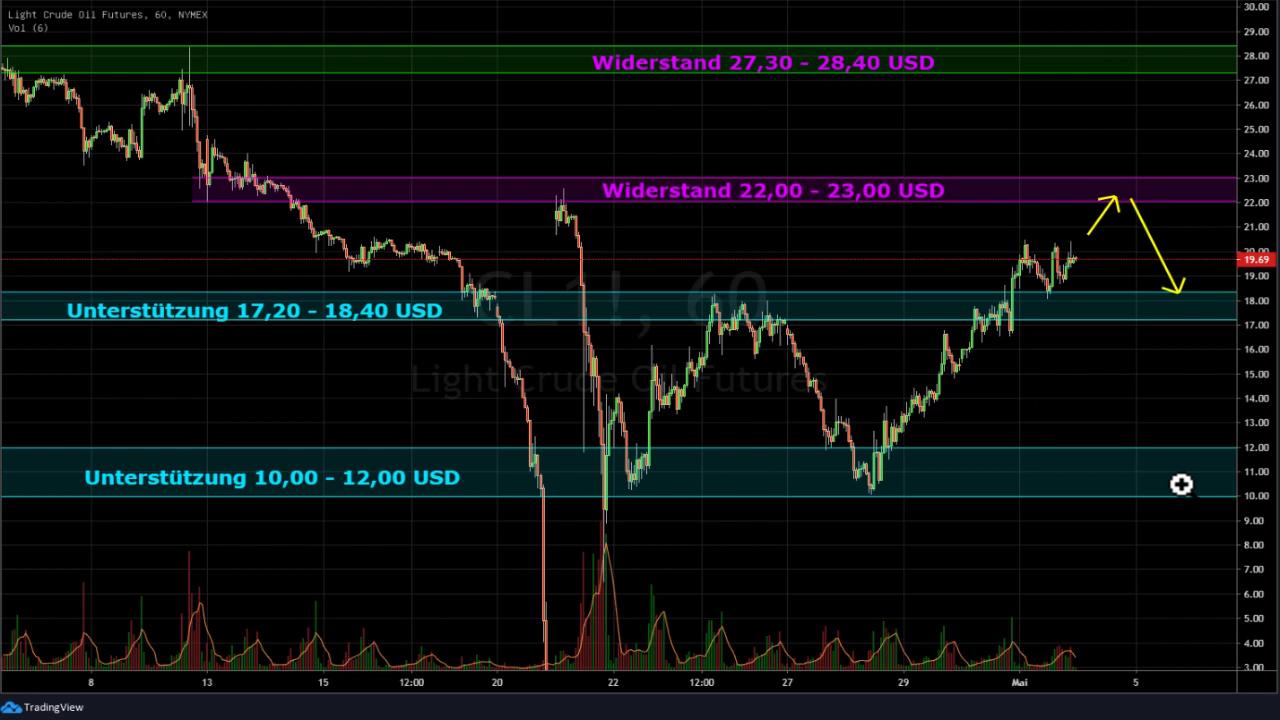 Light Crude Oil Futures, 60, NYMEX
Vol (6)
Widerstand 27,30 - 28,40 USD
Widerstand 22,00 - 23,00 USD
Unterstützung 17,20 - 18,40 USD
CL1!, 60
Light Crude Oil Futures
Unterstützung 10,00 - 12,00 USD
30.00
29.00
28.00
27.00
26.00
25.00
24.00
23.00
22.00
21.00
20.00
19.69
19.00
18.00
17.00
16.00
15.00
14.00
13.00
12.00
11.00
10.00
9.00
8.00
7.00
6.00
5.00
4.00
3.00
8 13 15 12:00 20 22 12:00 27 29 Mai 5
TradingView